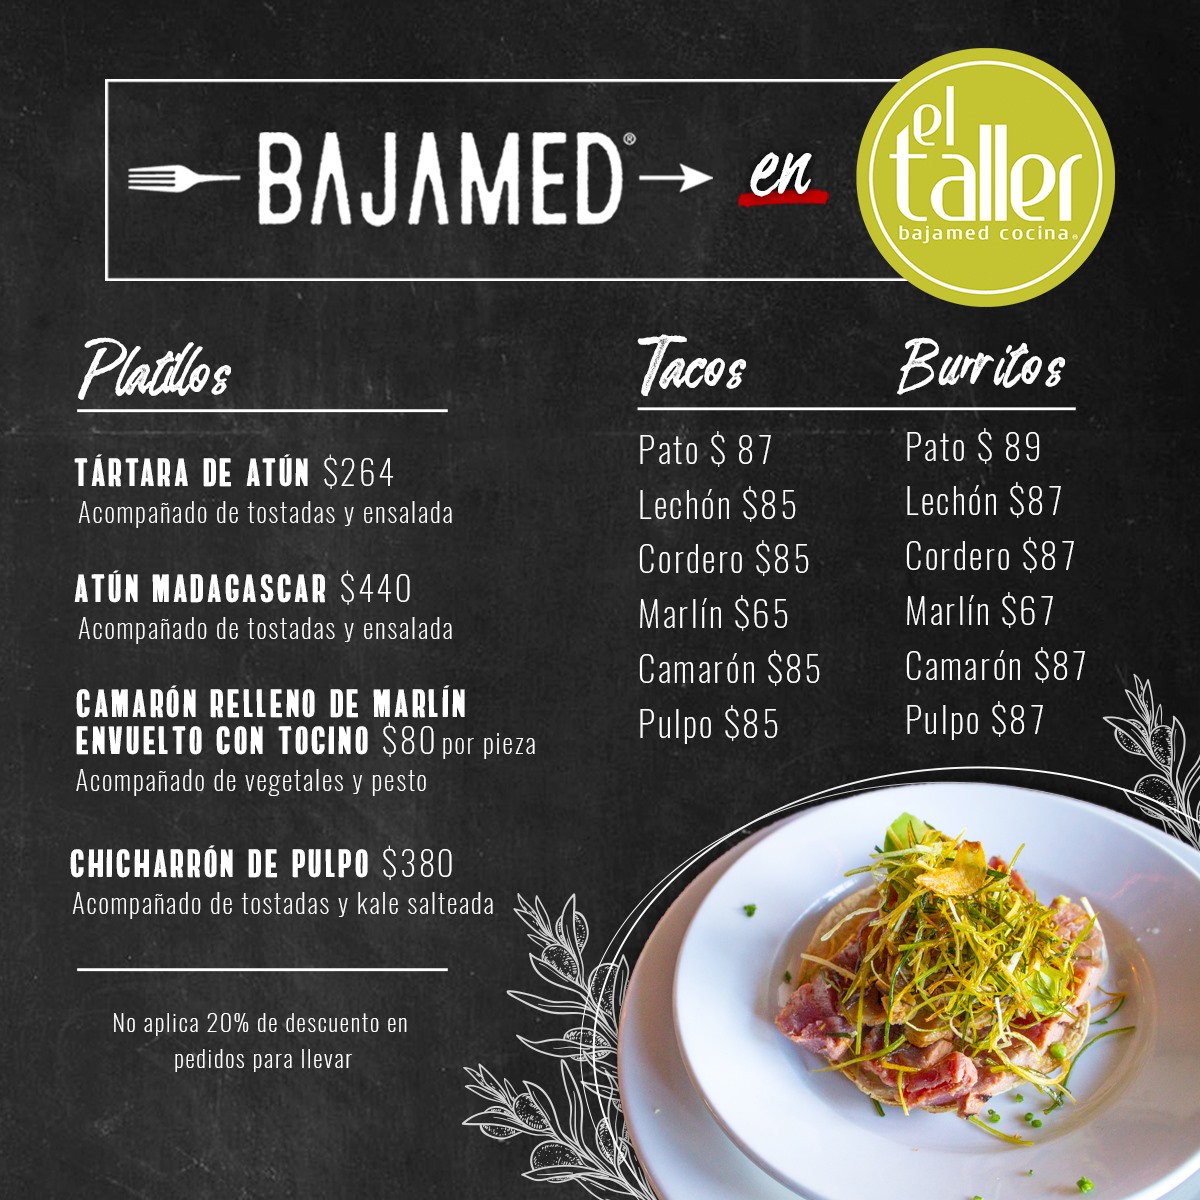 BAJAMED®
en
el
taller
bajamed cocina®
Platillos
TÁRTARA DE ATÚN $264
Acompañado de tostadas y ensalada
ATÚN MADAGASCAR $440
Acompañado de tostadas y ensalada
CAMARÓN RELLENO DE MARLÍN
ENVUELTO CON TOCINO $80 por pieza
Acompañado de vegetales y pesto
CHICHARRÓN DE PULPO $380
Acompañado de tostadas y kale salteada
No aplica 20% de descuento en
pedidos para llevar
Tacos
Pato $ 87
Lechón $85
Cordero $85
Marlín $65
Camarón $85
Pulpo $85
Burritos
Pato $ 89
Lechón $87
Cordero $87
Marlín $67
Camarón $87
Pulpo $87